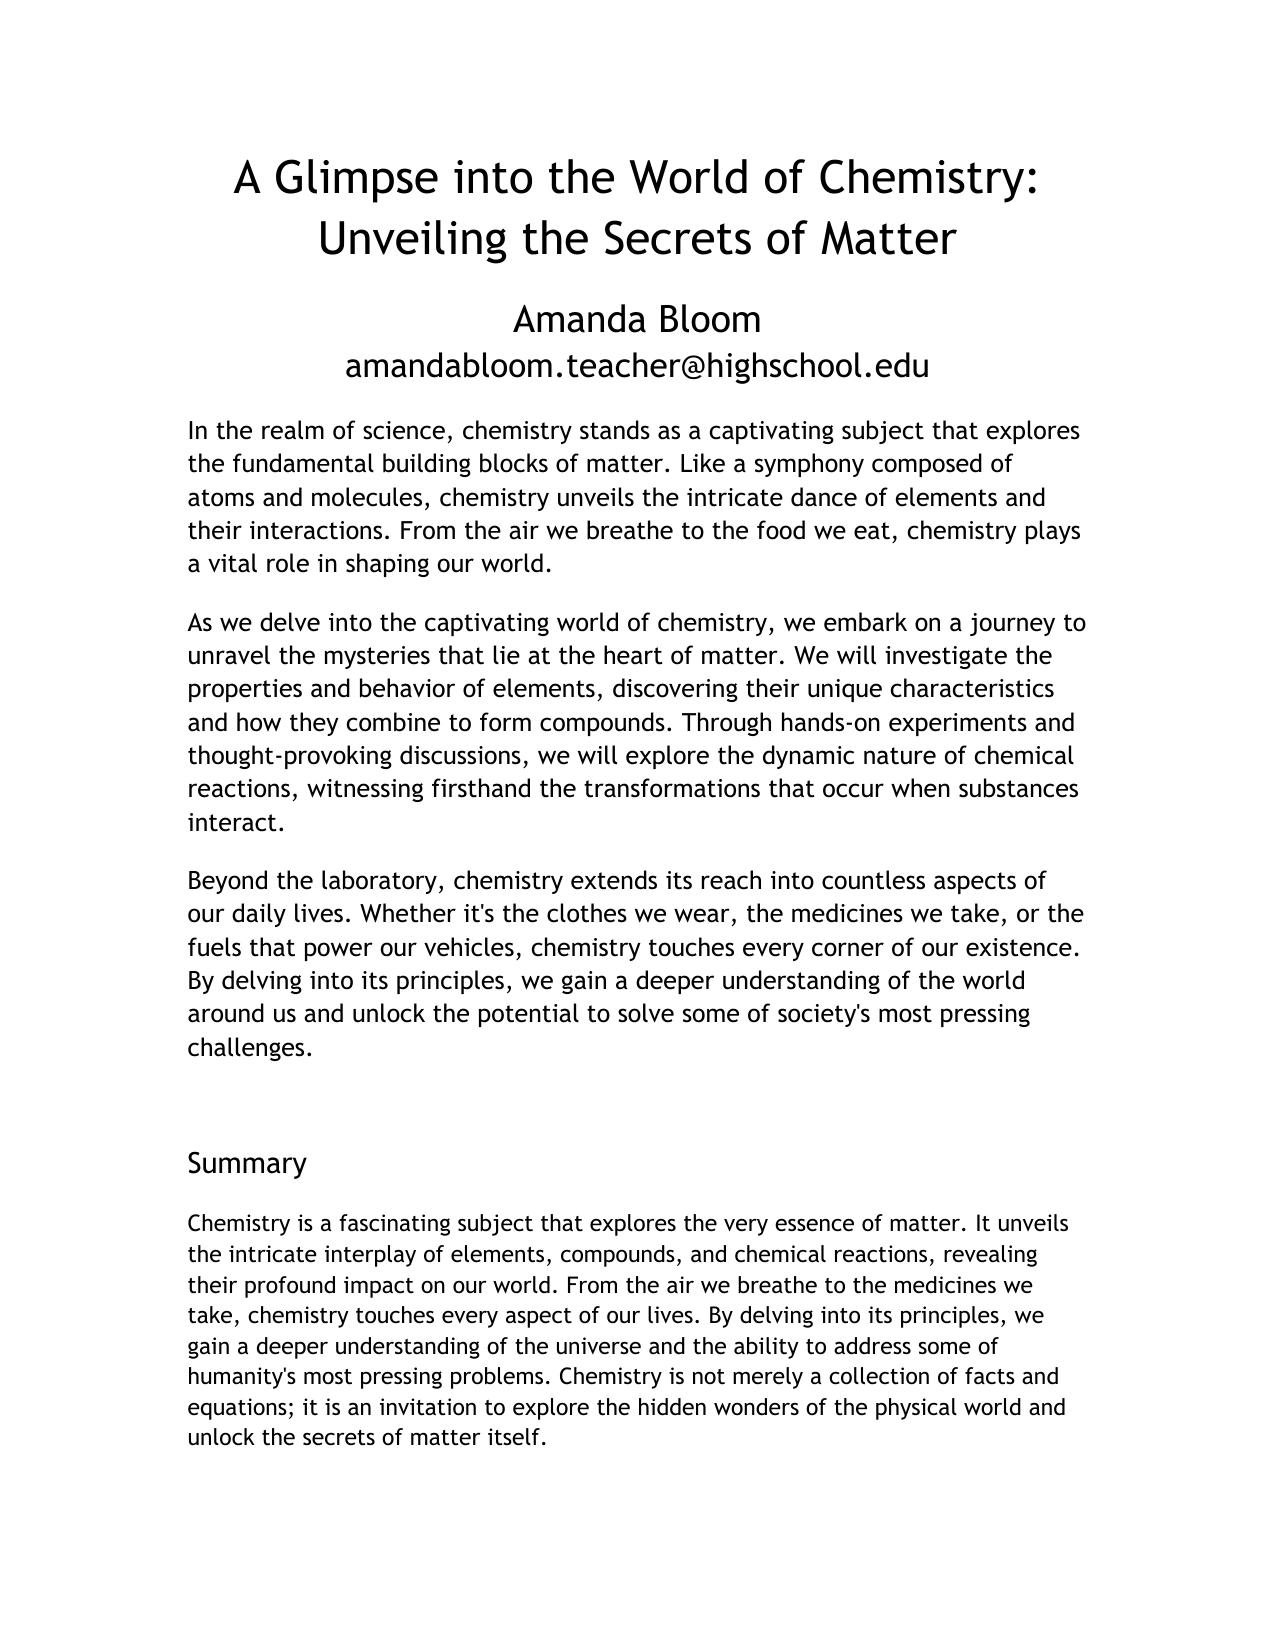 A Glimpse into the World of Chemistry:
Unveiling the Secrets of Matter
Amanda Bloom
amandabloom.teacher@highschool.edu
In the realm of science, chemistry stands as a captivating subject that explores
the fundamental building blocks of matter. Like a symphony composed of
atoms and molecules, chemistry unveils the intricate dance of elements and
their interactions. From the air we breathe to the food we eat, chemistry plays
a vital role in shaping our world.
As we delve into the captivating world of chemistry, we embark on a journey to
unravel the mysteries that lie at the heart of matter. We will investigate the
properties and behavior of elements, discovering their unique characteristics
and how they combine to form compounds. Through hands-on experiments and
thought-provoking discussions, we will explore the dynamic nature of chemical
reactions, witnessing firsthand the transformations that occur when substances
interact.
Beyond the laboratory, chemistry extends its reach into countless aspects of
our daily lives. Whether it's the clothes we wear, the medicines we take, or the
fuels that power our vehicles, chemistry touches every corner of our existence.
By delving into its principles, we gain a deeper understanding of the world
around us and unlock the potential to solve some of society's most pressing
challenges.
Summary
Chemistry is a fascinating subject that explores the very essence of matter. It unveils
the intricate interplay of elements, compounds, and chemical reactions, revealing
their profound impact on our world. From the air we breathe to the medicines we
take, chemistry touches every aspect of our lives. By delving into its principles, we
gain a deeper understanding of the universe and the ability to address some of
humanity's most pressing problems. Chemistry is not merely a collection of facts and
equations; it is an invitation to explore the hidden wonders of the physical world and
unlock the secrets of matter itself.